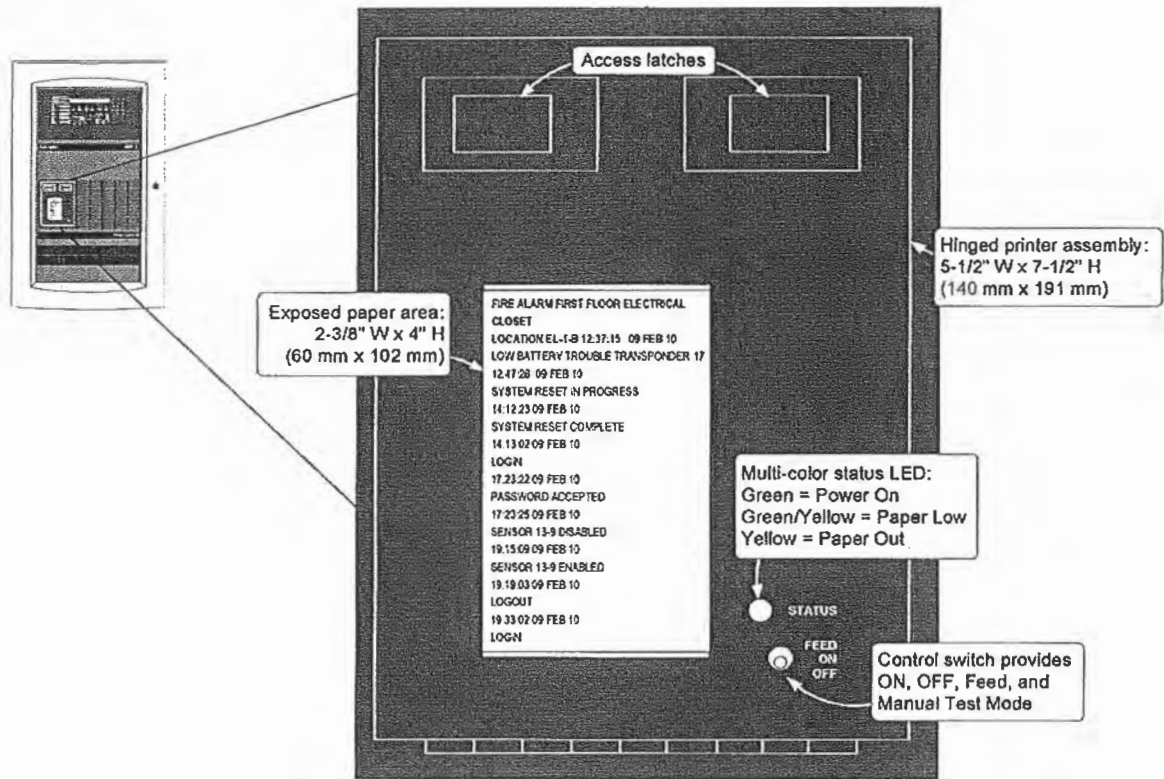 Access latches
Hinged printer assembly:
5-1/2" W x 7-1/2" H
(140 mm x 191 mm)
Exposed paper area:
2-3/8" W x 4" H
(60 mm x 102 mm)
FIRE ALARM FIRST FLOOR ELECTRICAL
CLOSET
LOCATION EL-1-B 12:37:15 09 FEB 10
LOW BATTERY TROUBLE TRANSPONDER 17
12:47:28 09 FEB 10
SYSTEM RESET IN PROGRESS
14:12:23 09 FEB 10
SYSTEM RESET COMPLETE
14:13:02 09 FEB 10
LOGIN
17:23:22 09 FEB 10
PASSWORD ACCEPTED
17:23:25 09 FEB 10
SENSOR 13-9 DISABLED
19:15:09 09 FEB 10
SENSOR 13-9 ENABLED
19:19:03 09 FEB 10
LOGOUT
19:33:02 09 FEB 10
LOGIN
Multi-color status LED:
Green = Power On
Green/Yellow = Paper Low
Yellow = Paper Out
STATUS
FEED
ON
OFF
Control switch provides
ON, OFF, Feed, and
Manual Test Mode